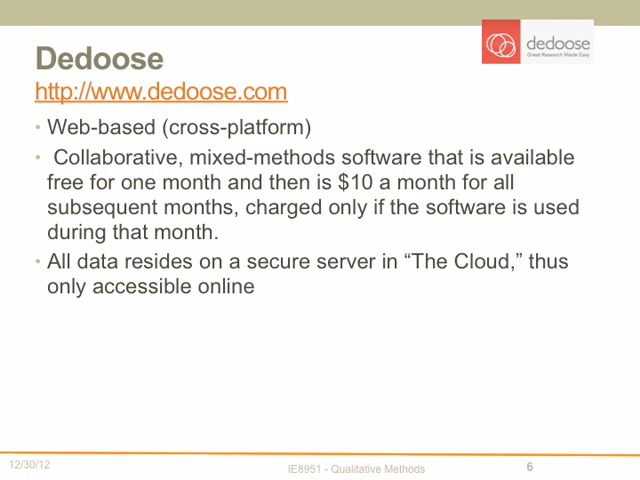 dedoose
Great Research Made Easy
Dedoose
http://www.dedoose.com
• Web-based (cross-platform)
• Collaborative, mixed-methods software that is available
free for one month and then is $10 a month for all
subsequent months, charged only if the software is used
during that month.
• All data resides on a secure server in “The Cloud,” thus
only accessible online
12/30/12
IE8951 - Qualitative Methods
6